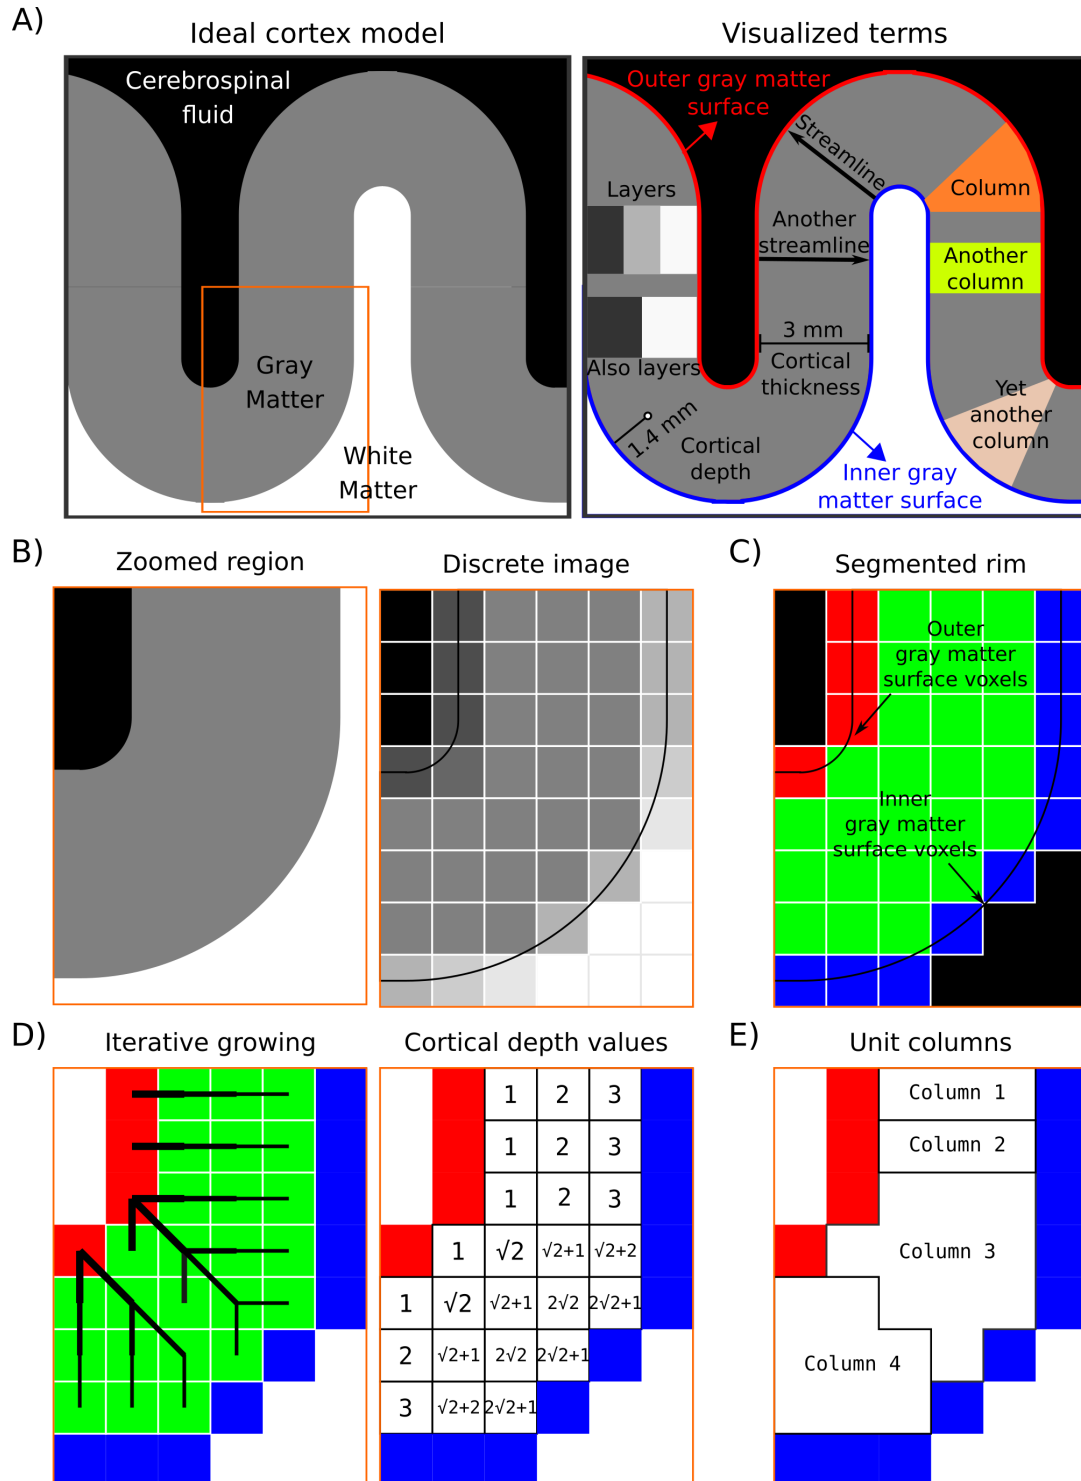 A)
Ideal cortex model
Visualized terms
Cerebrospinal
fluid
Gray
Matter
White
Matter
Outer gray matter
surface
Streamline
Layers
Column
Another
streamline
Another
column
3 mm
Also layers
Cortical
thickness
Yet
another
column
1.4 mm
Cortical
depth
Inner gray
matter surface
B)
Zoomed region
Discrete image
C)
Segmented rim
Outer
gray matter
surface voxels
Inner
gray matter
surface voxels
D)
Iterative growing
Cortical depth values
1 2 3
1 2 3
1 2 3
1 √2 √2+1 √2+2
1 √2 √2+1 2√2 2√2+1
2 √2+1 2√2 2√2+1
3 √2+2 2√2+1
E)
Unit columns
Column 1
Column 2
Column 3
Column 4